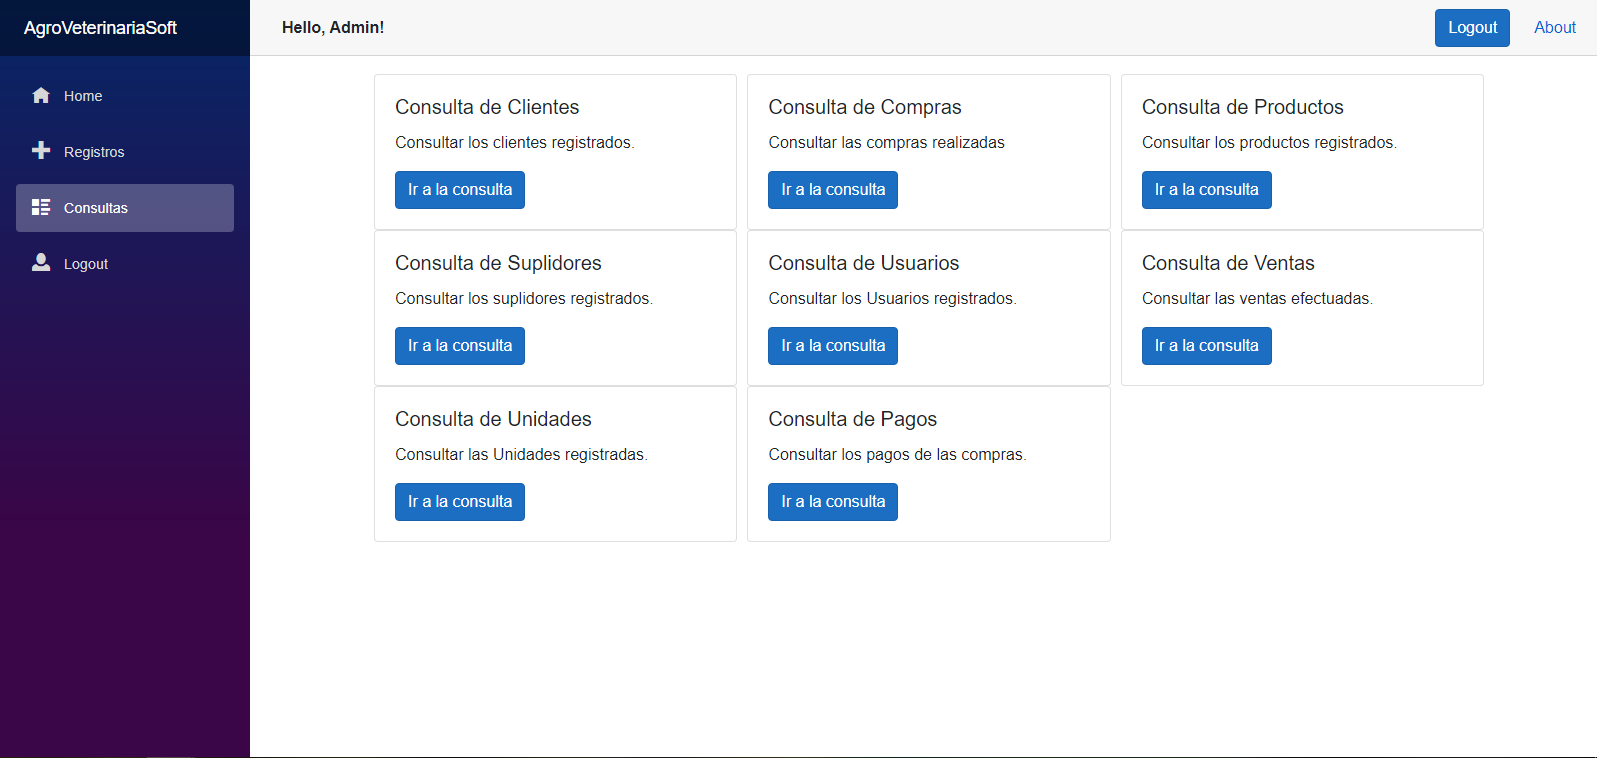 AgroVeterinariaSoft
Hello, Admin!
Logout
About
Home
Registros
Consultas
Logout
Consulta de Clientes
Consultar los clientes registrados.
Ir a la consulta
Consulta de Compras
Consultar las compras realizadas
Ir a la consulta
Consulta de Productos
Consultar los productos registrados.
Ir a la consulta
Consulta de Suplidores
Consultar los suplidores registrados.
Ir a la consulta
Consulta de Usuarios
Consultar los Usuarios registrados.
Ir a la consulta
Consulta de Ventas
Consultar las ventas efectuadas.
Ir a la consulta
Consulta de Unidades
Consultar las Unidades registradas.
Ir a la consulta
Consulta de Pagos
Consultar los pagos de las compras.
Ir a la consulta